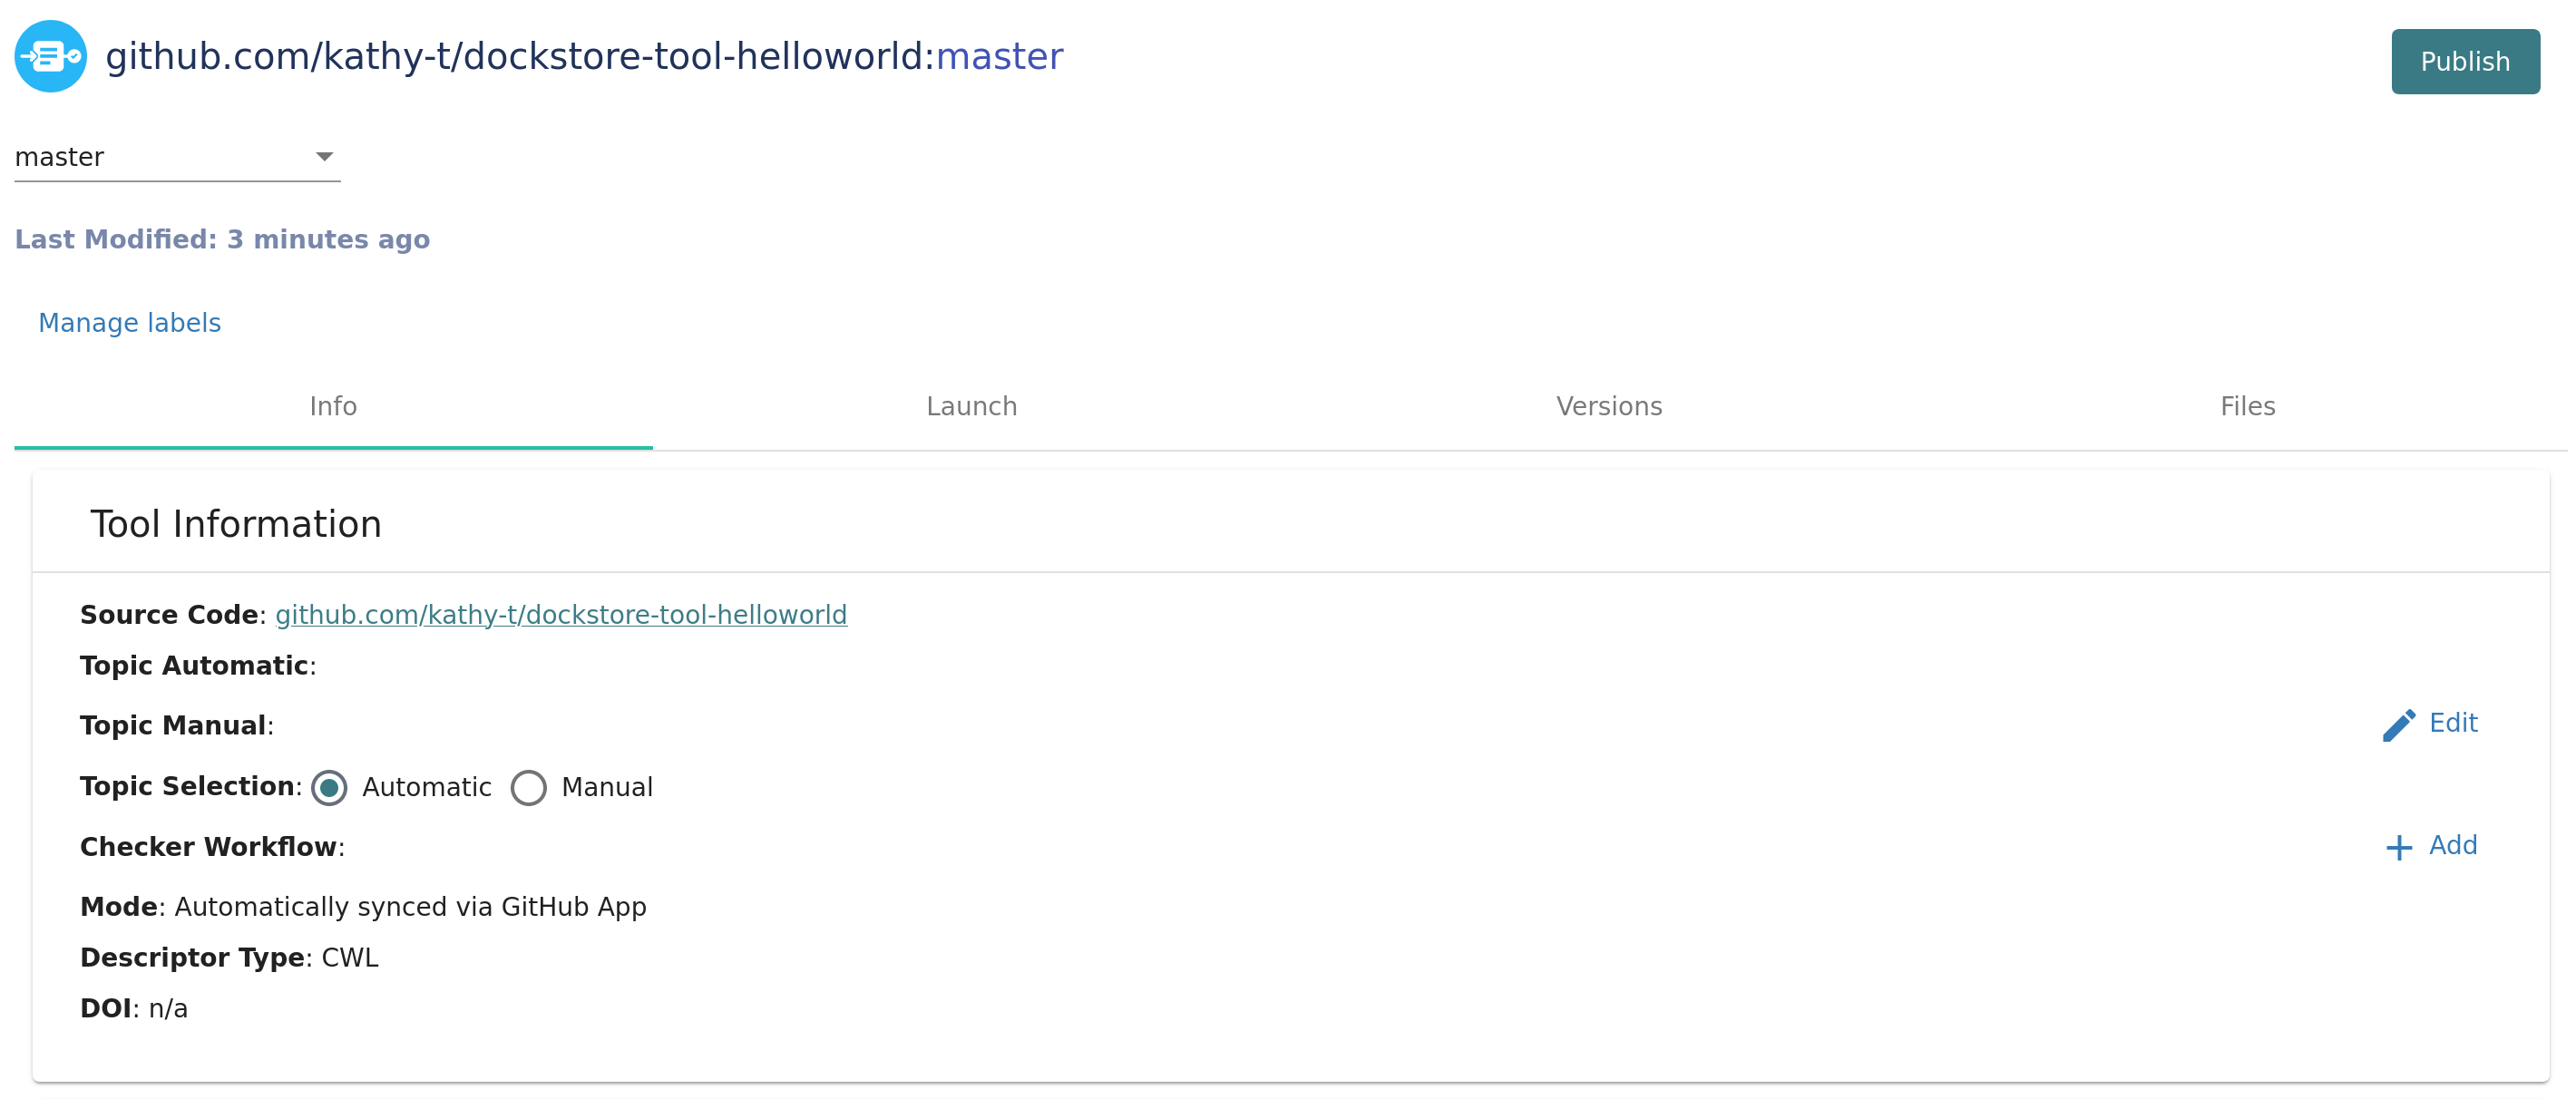 github.com/kathy-t/dockstore-tool-helloworld:master
Publish
master
Last Modified: 3 minutes ago
Manage labels
Info Launch Versions Files
Tool Information
Source Code: github.com/kathy-t/dockstore-tool-helloworld
Topic Automatic:
Topic Manual: Edit
Topic Selection: Automatic Manual
Checker Workflow: Add
Mode: Automatically synced via GitHub App
Descriptor Type: CWL
DOI: n/a